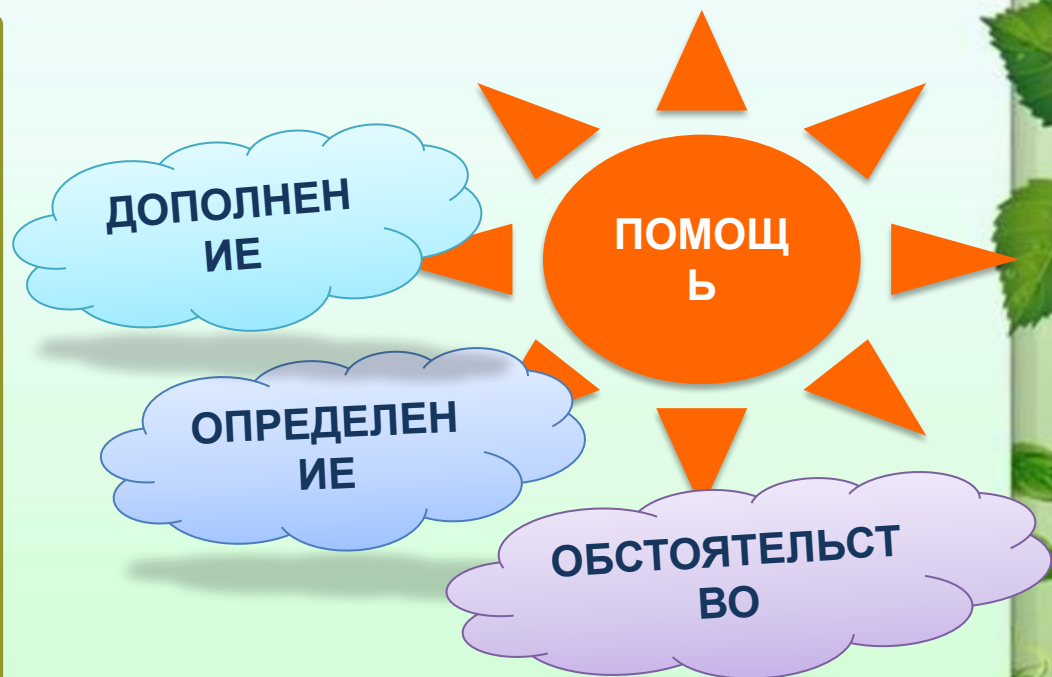 ДОПОЛНЕН
ИЕ
ПОМОЩ
Ь
ОПРЕДЕЛЕН
ИЕ
ОБСТОЯТЕЛЬСТ
ВО